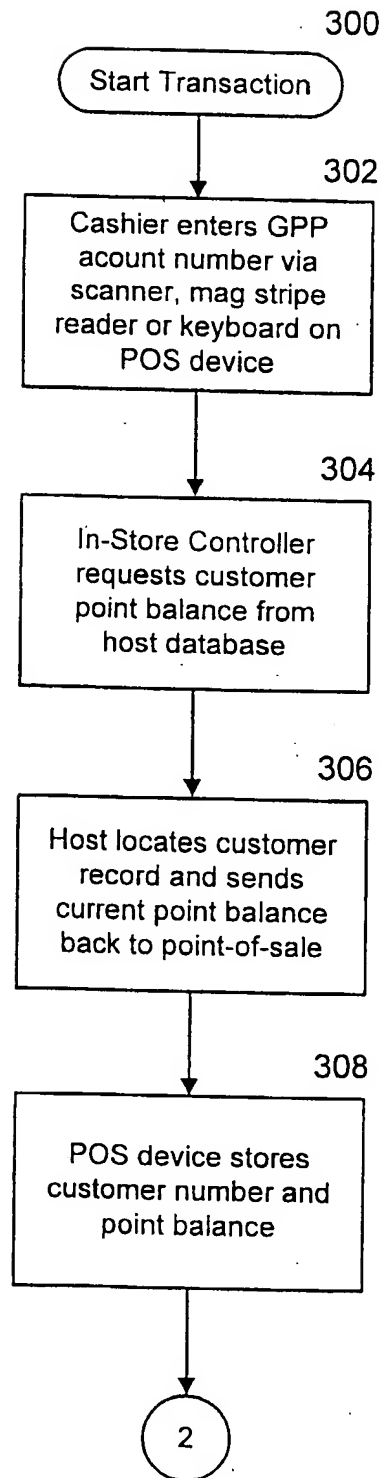 300
Start Transaction
302
Cashier enters GPP
acount number via
scanner, mag stripe
reader or keyboard on
POS device
304
In-Store Controller
requests customer
point balance from
host database
306
Host locates customer
record and sends
current point balance
back to point-of-sale
308
POS device stores
customer number and
point balance
2